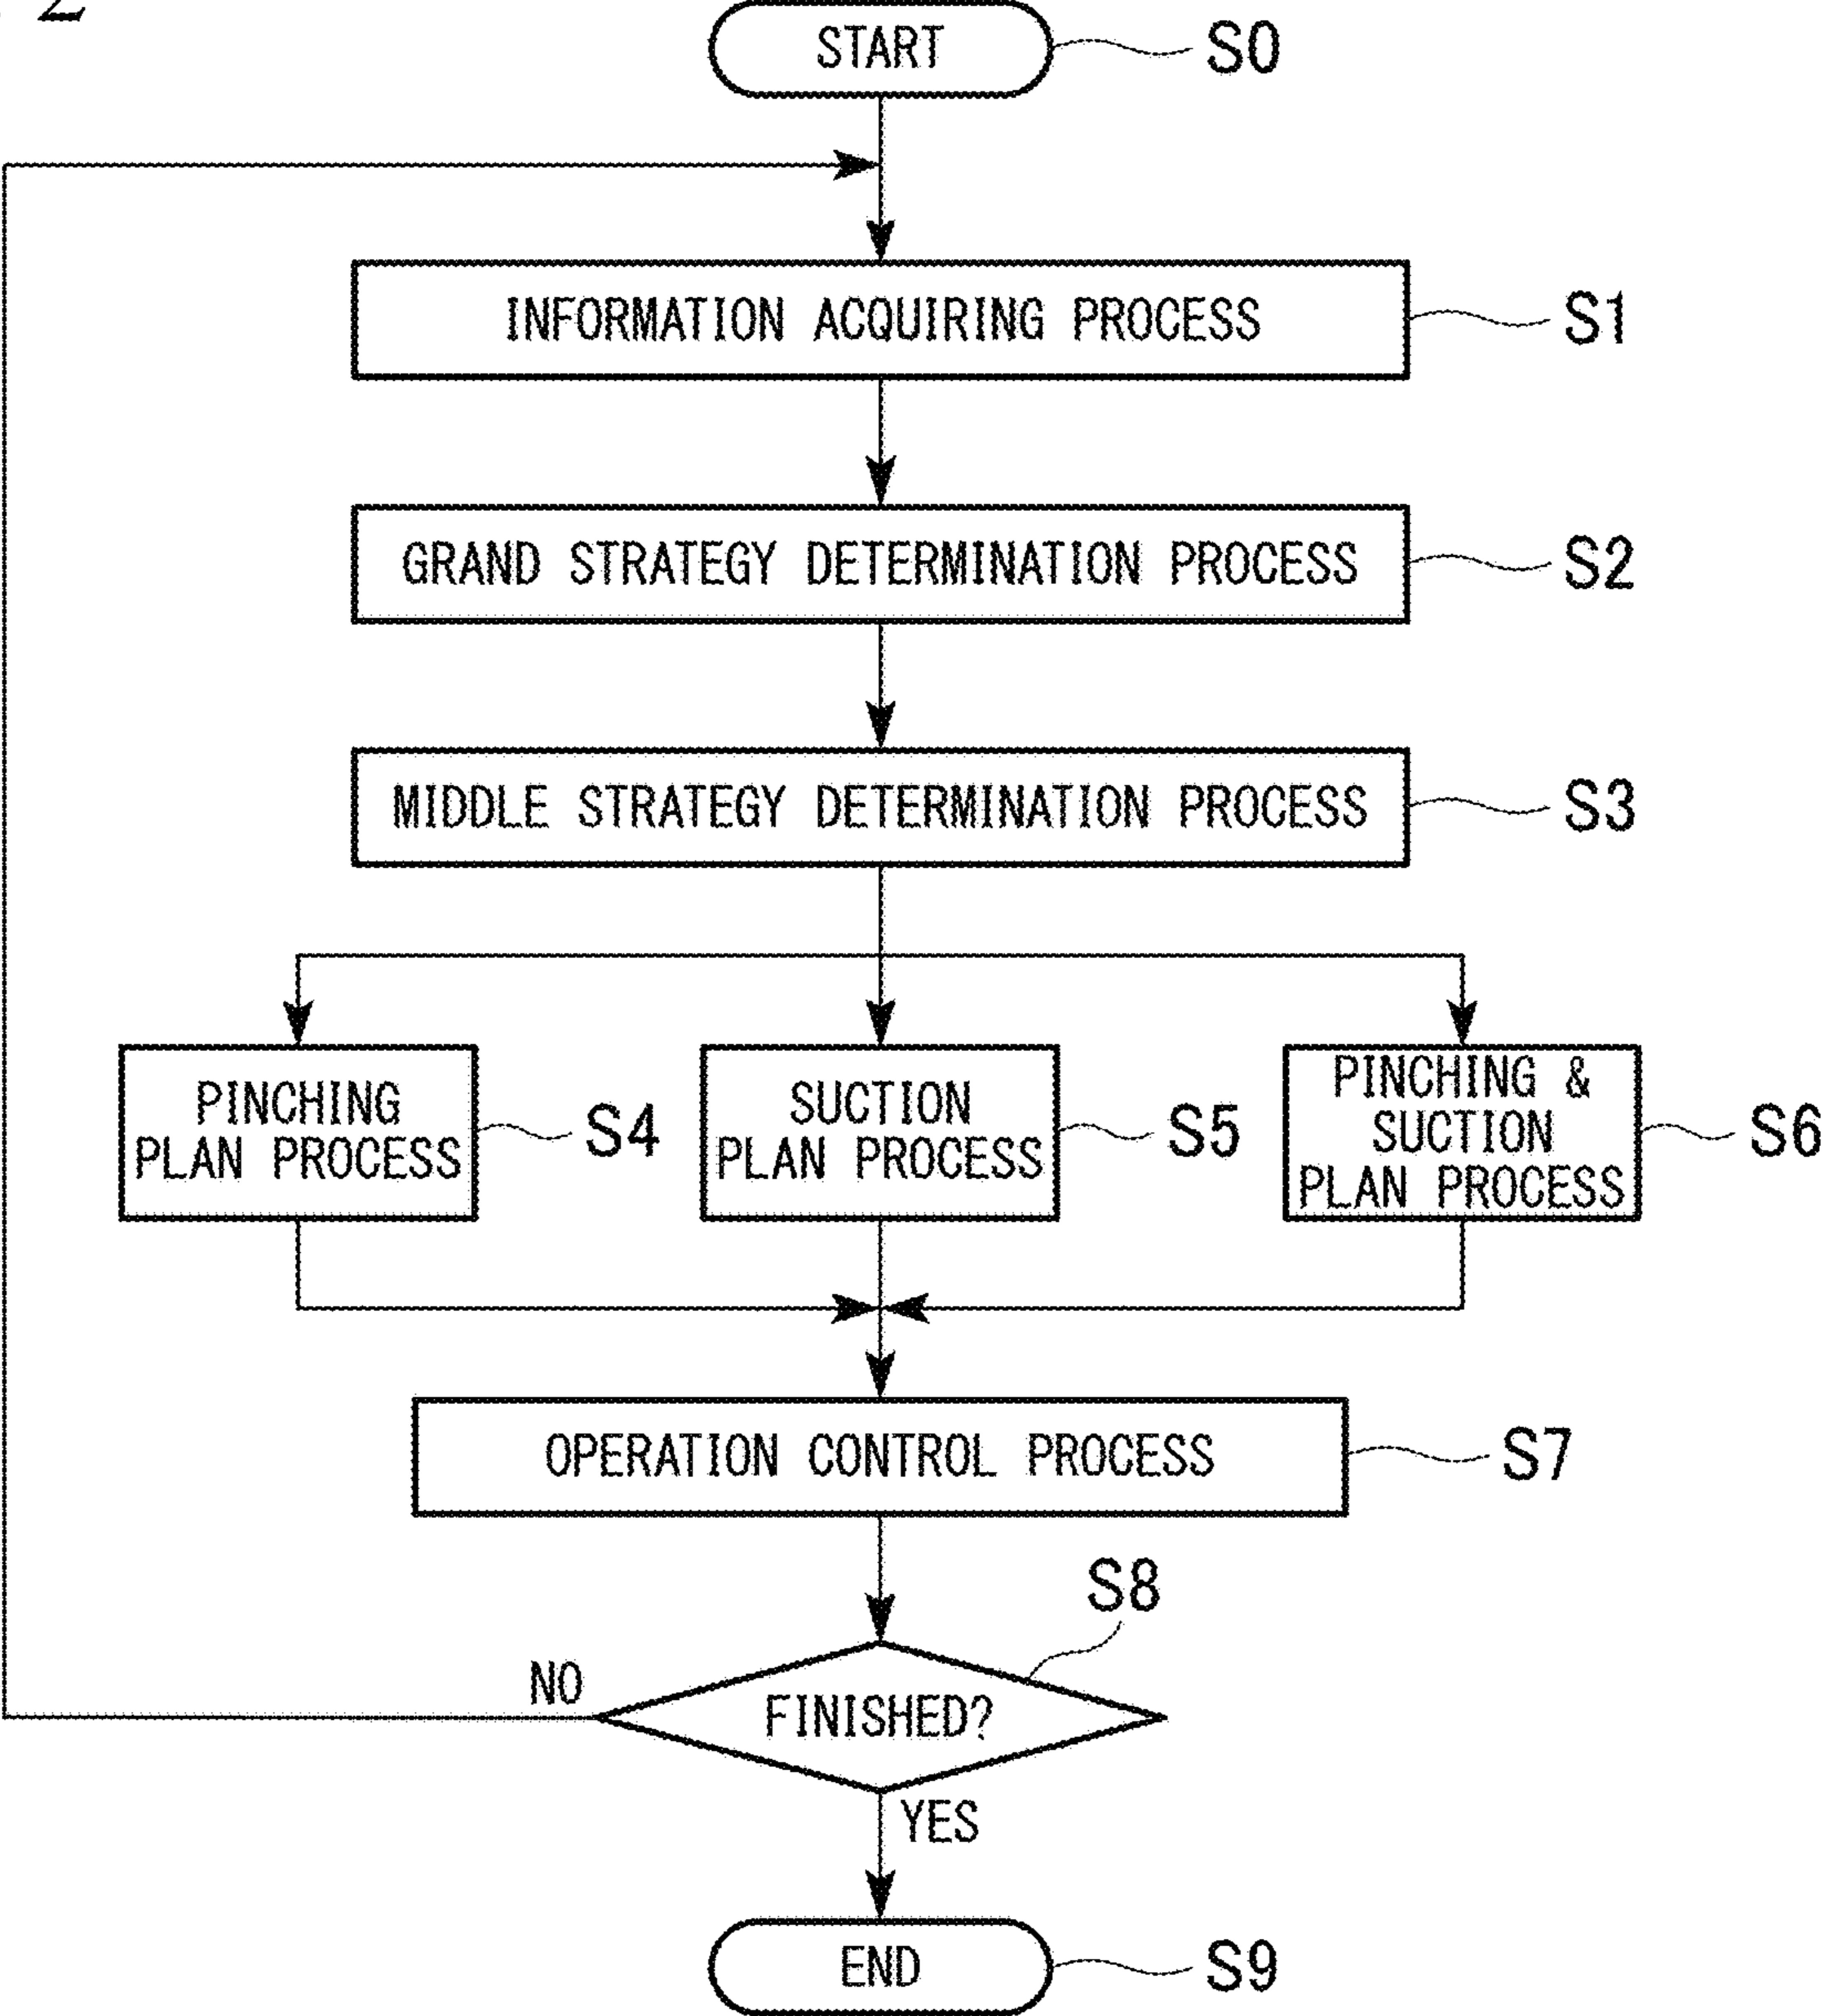 2
START
S0
INFORMATION ACQUIRING PROCESS
S1
GRAND STRATEGY DETERMINATION PROCESS
S2
MIDDLE STRATEGY DETERMINATION PROCESS
S3
PINCHING
PLAN PROCESS
S4
SUCTION
PLAN PROCESS
S5
PINCHING &
SUCTION
PLAN PROCESS
S6
OPERATION CONTROL PROCESS
S7
S8
FINISHED?
NO
YES
END
S9